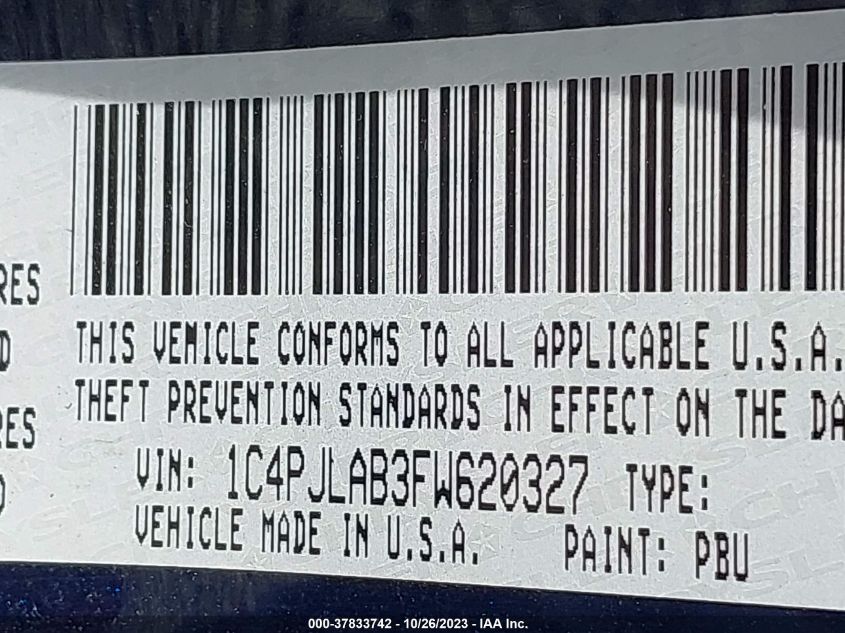 RES
THIS VEHICLE CONFORMS TO ALL APPLICABLE U.S.A.
D
THEFT PREVENTION STANDARDS IN EFFECT ON THE DA
RES
VIN: 1C4PJLAB3FW620327 TYPE:
D
VEHICLE MADE IN U.S.A. PAINT: PBU
000-37833742 - 10/26/2023 - IAA Inc.